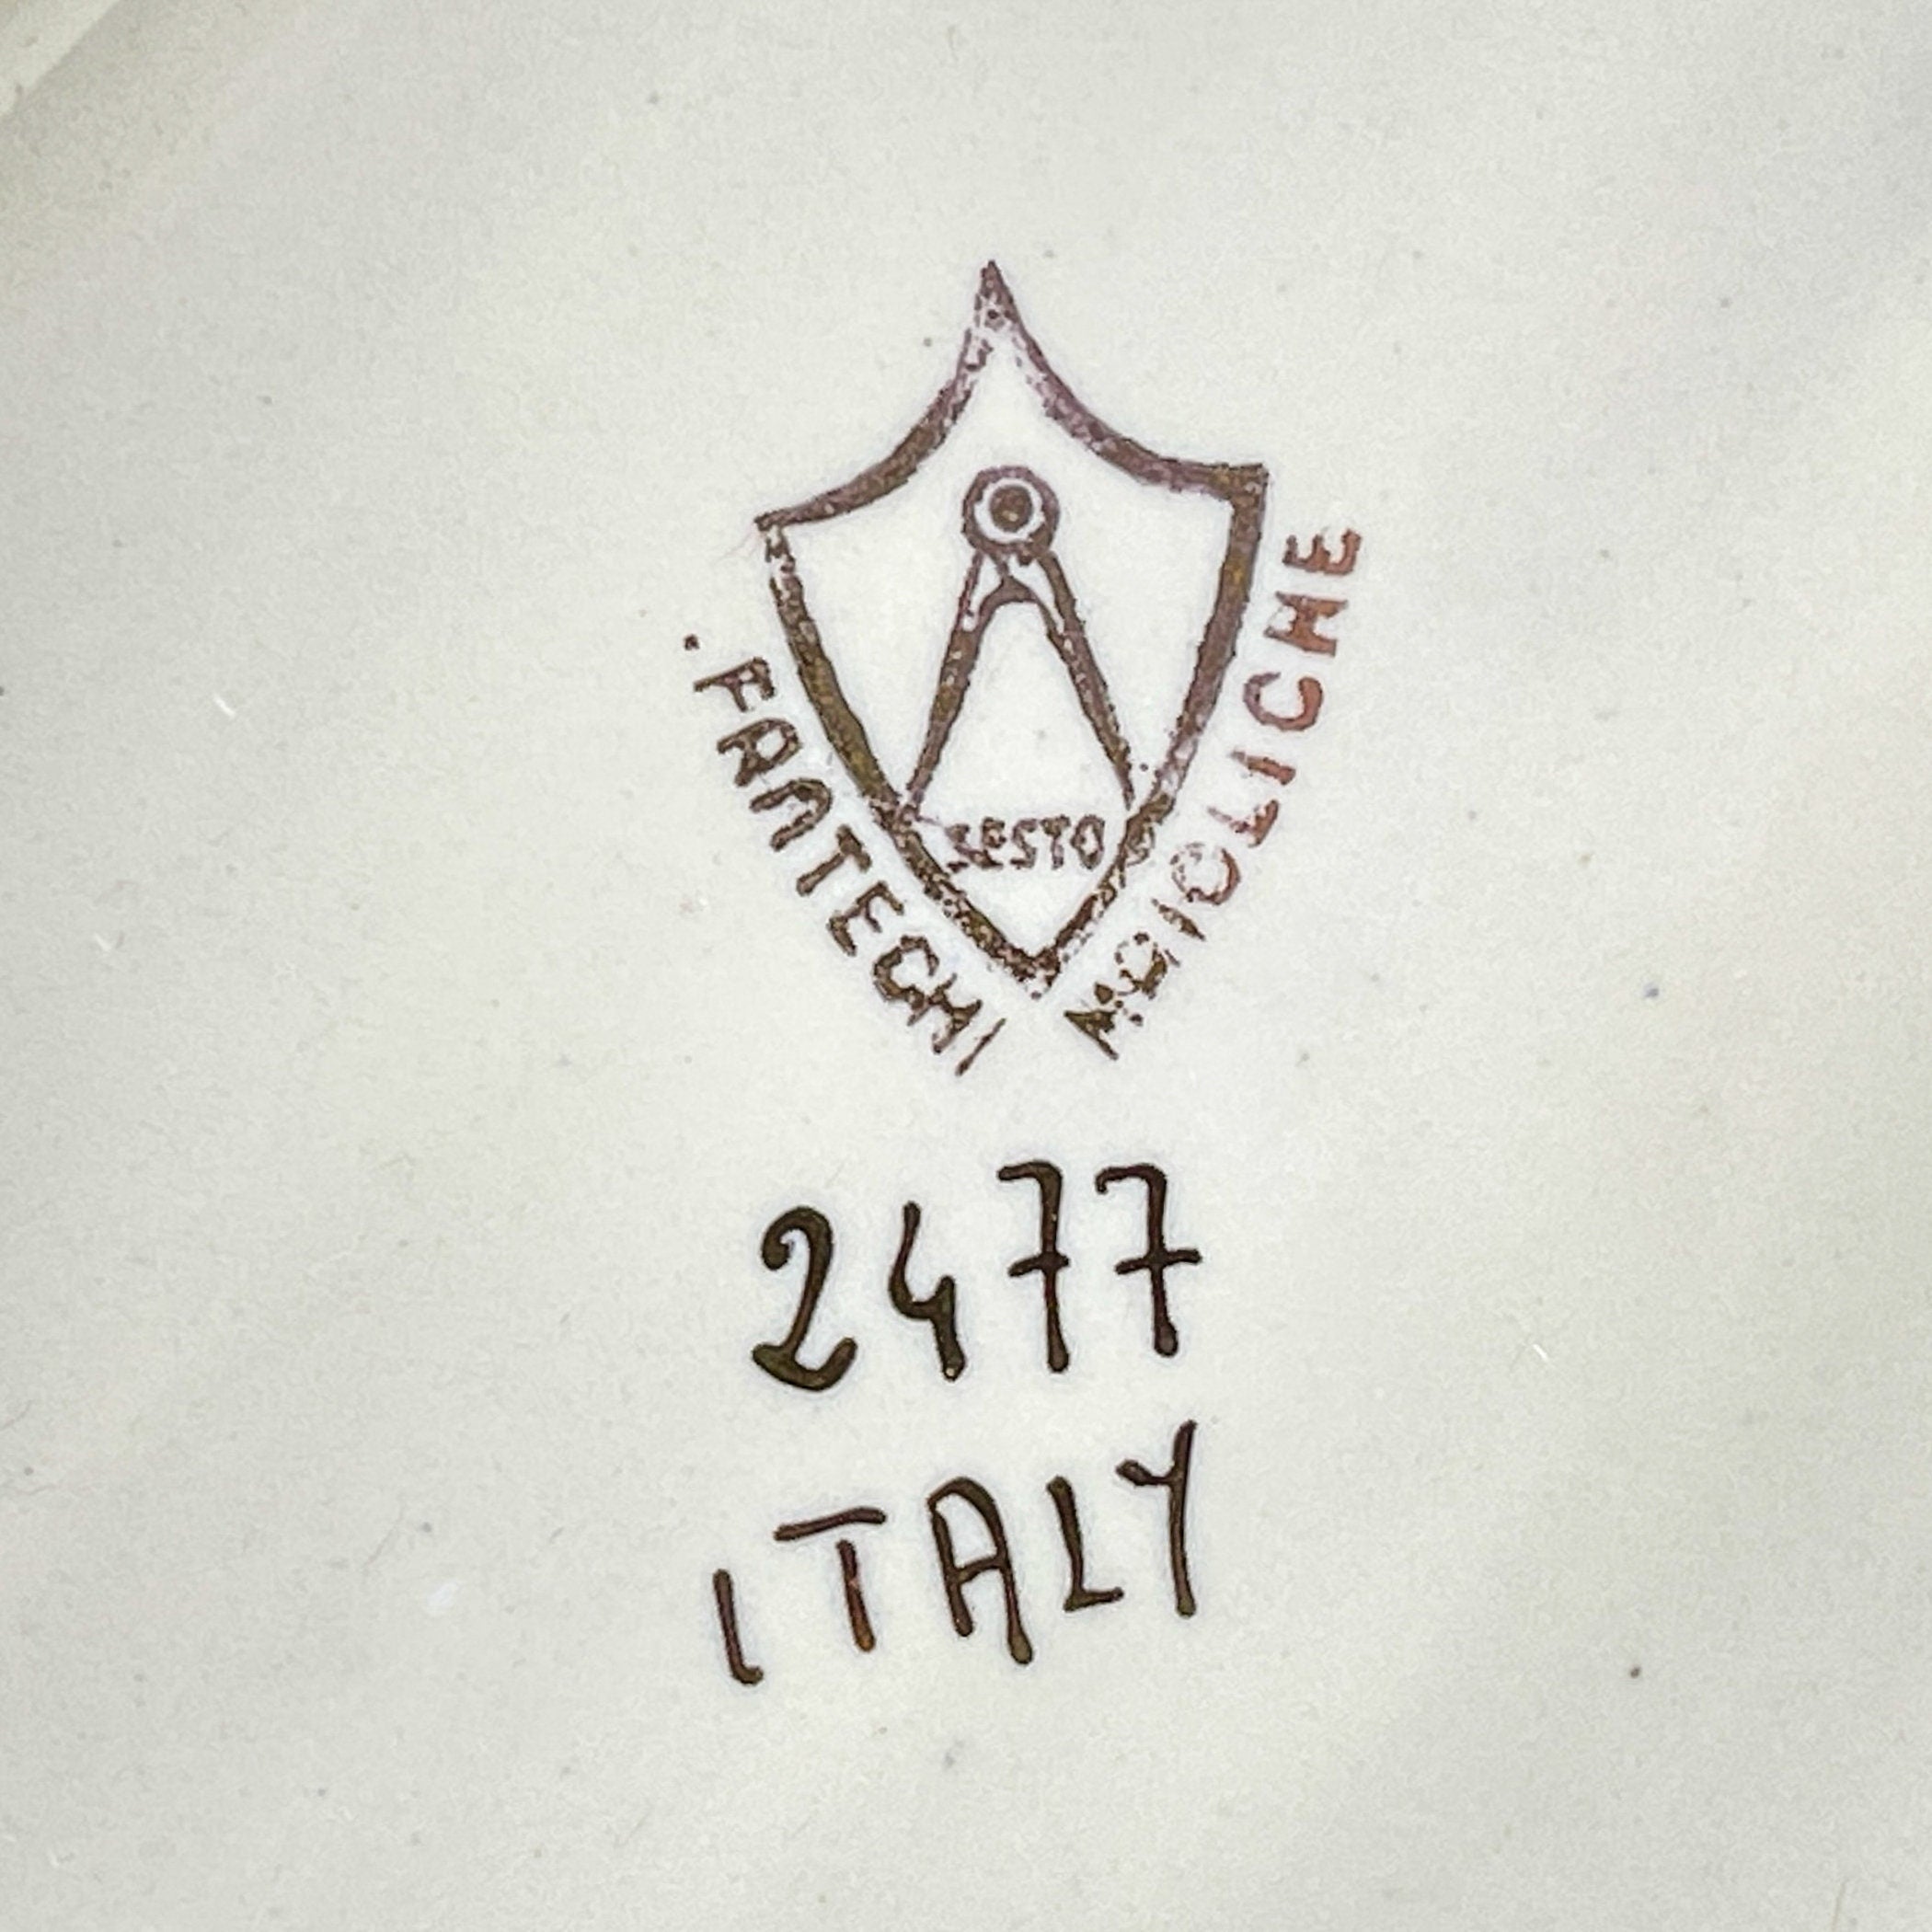 SESTO
.FANTECHI
MAIOLICHE
2477
ITALY